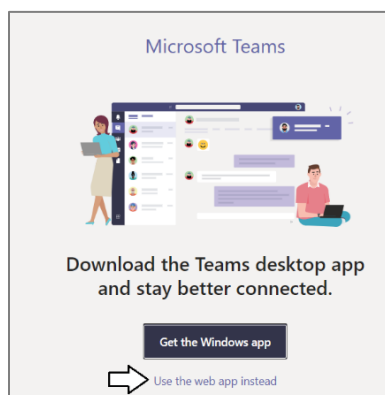 Microsoft Teams
Download the Teams desktop app
and stay better connected.
Get the Windows app
Use the web app instead